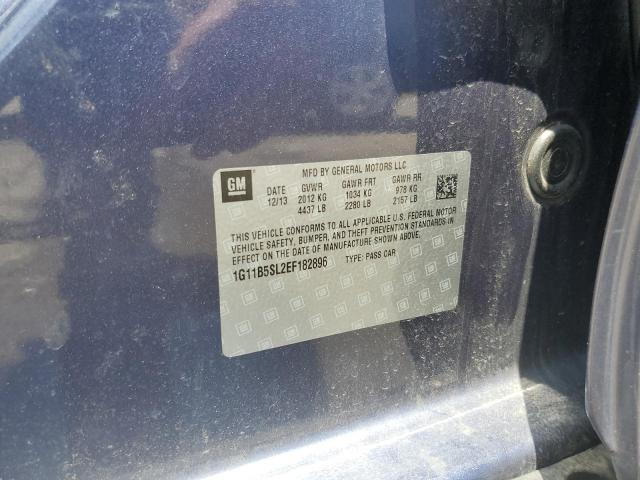 GM
MFD BY GENERAL MOTORS LLC
DATE GVWR GAWR FRT GAWR RR
12/13 2012 KG 1034 KG 978 KG
4437 LB 2280 LB 2157 LB
THIS VEHICLE CONFORMS TO ALL APPLICABLE U.S. FEDERAL MOTOR
VEHICLE SAFETY, BUMPER, AND THEFT PREVENTION STANDARDS IN
EFFECT ON THE DATE OF MANUFACTURE SHOWN ABOVE.
1G11B5SL2EF182896 TYPE: PASS CAR